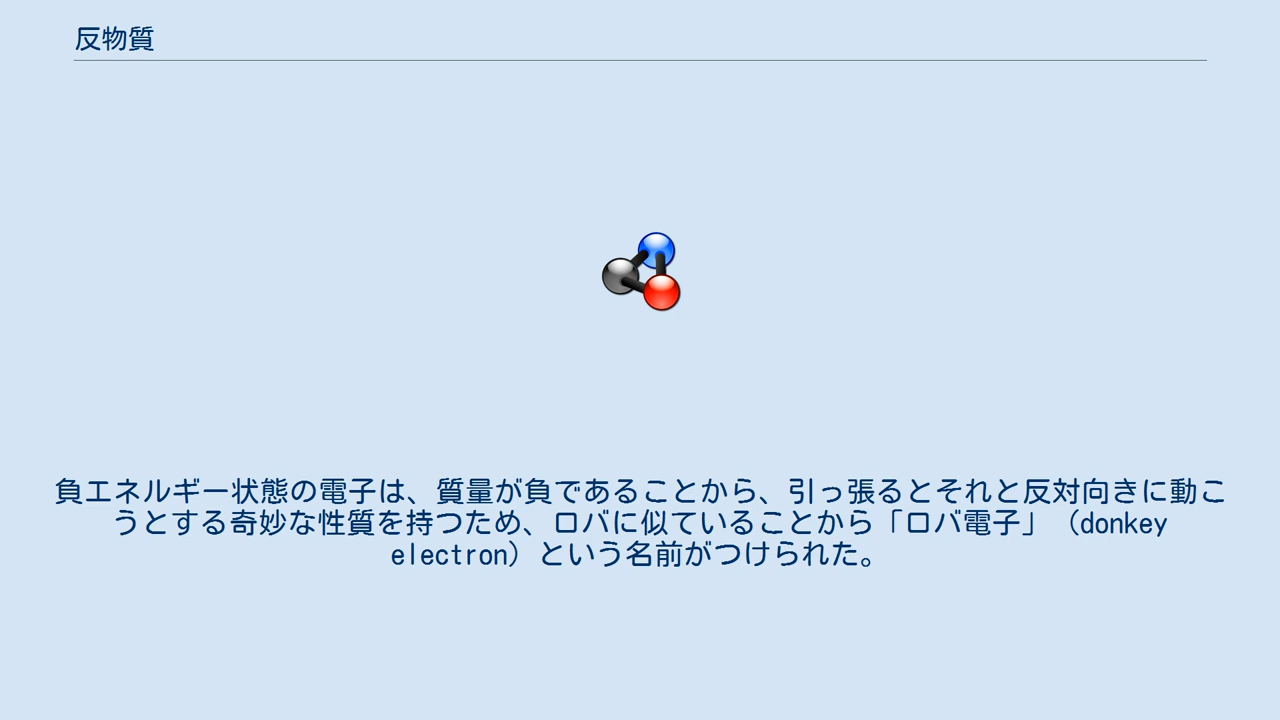 反物質
負エネルギー状態の電子は、質量が負であることから、引っ張るとそれと反対向きに動こ
うとする奇妙な性質を持つため、ロバに似ていることから「ロバ電子」（donkey
electron）という名前がつけられた。